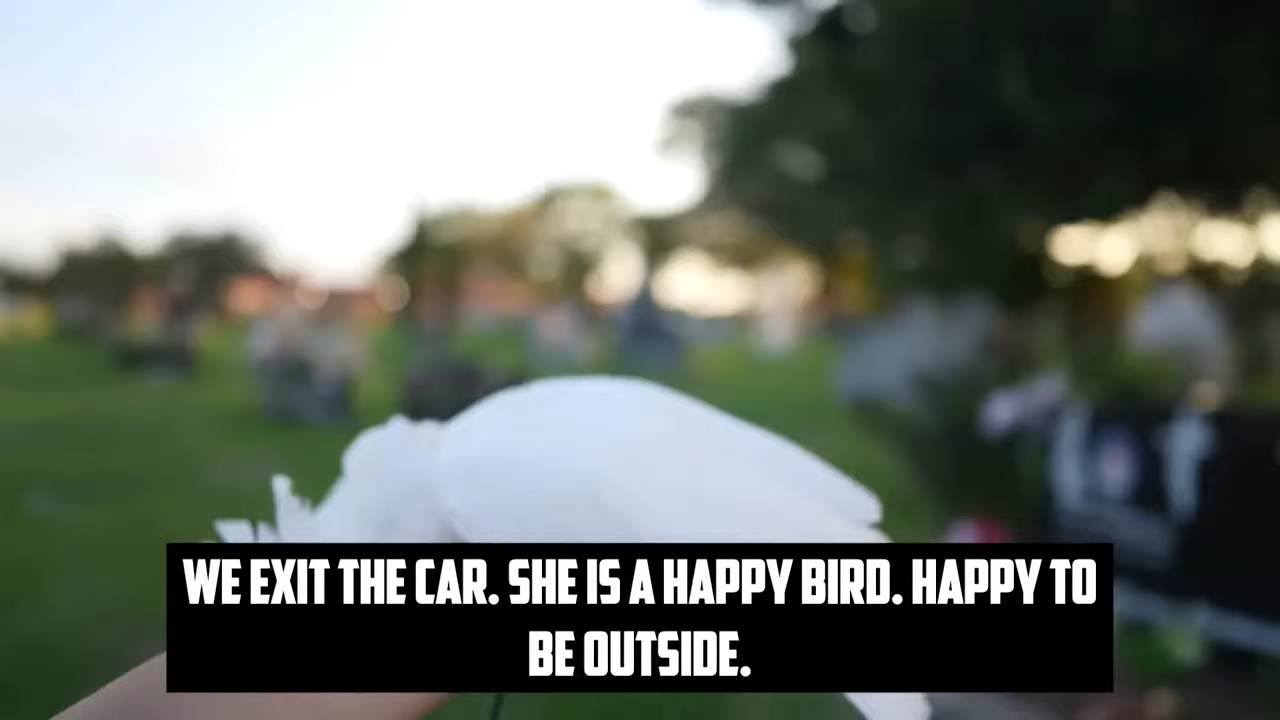 WE EXIT THE CAR. SHE IS A HAPPY BIRD. HAPPY TO
BE OUTSIDE.